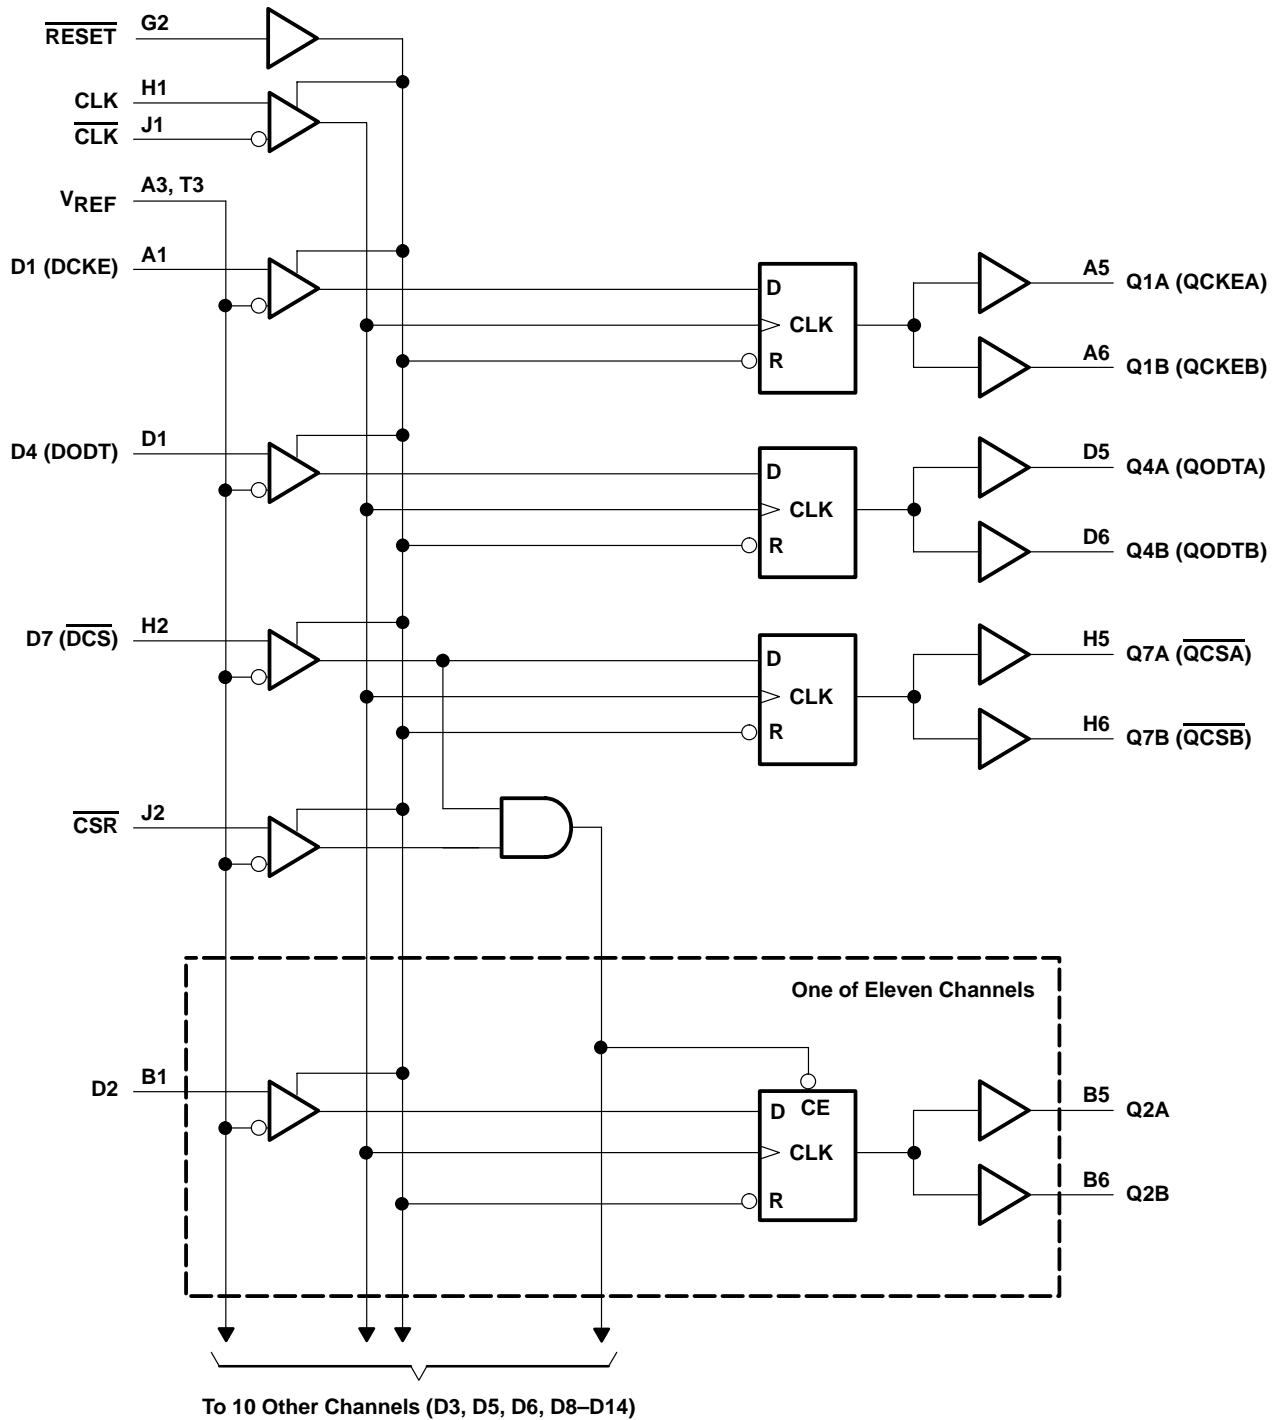 RESET G2
CLK H1
CLK J1
VREF A3, T3
D1 (DCKE) A1
D CLK R
A5 Q1A (QCKEA)
A6 Q1B (QCKEB)
D4 (DODT) D1
D CLK R
D5 Q4A (QODTA)
D6 Q4B (QODTB)
D7 (DCS) H2
D CLK R
H5 Q7A (QCSA)
H6 Q7B (QCSB)
CSR J2
One of Eleven Channels
D2 B1
D CE CLK R
B5 Q2A
B6 Q2B
To 10 Other Channels (D3, D5, D6, D8–D14)